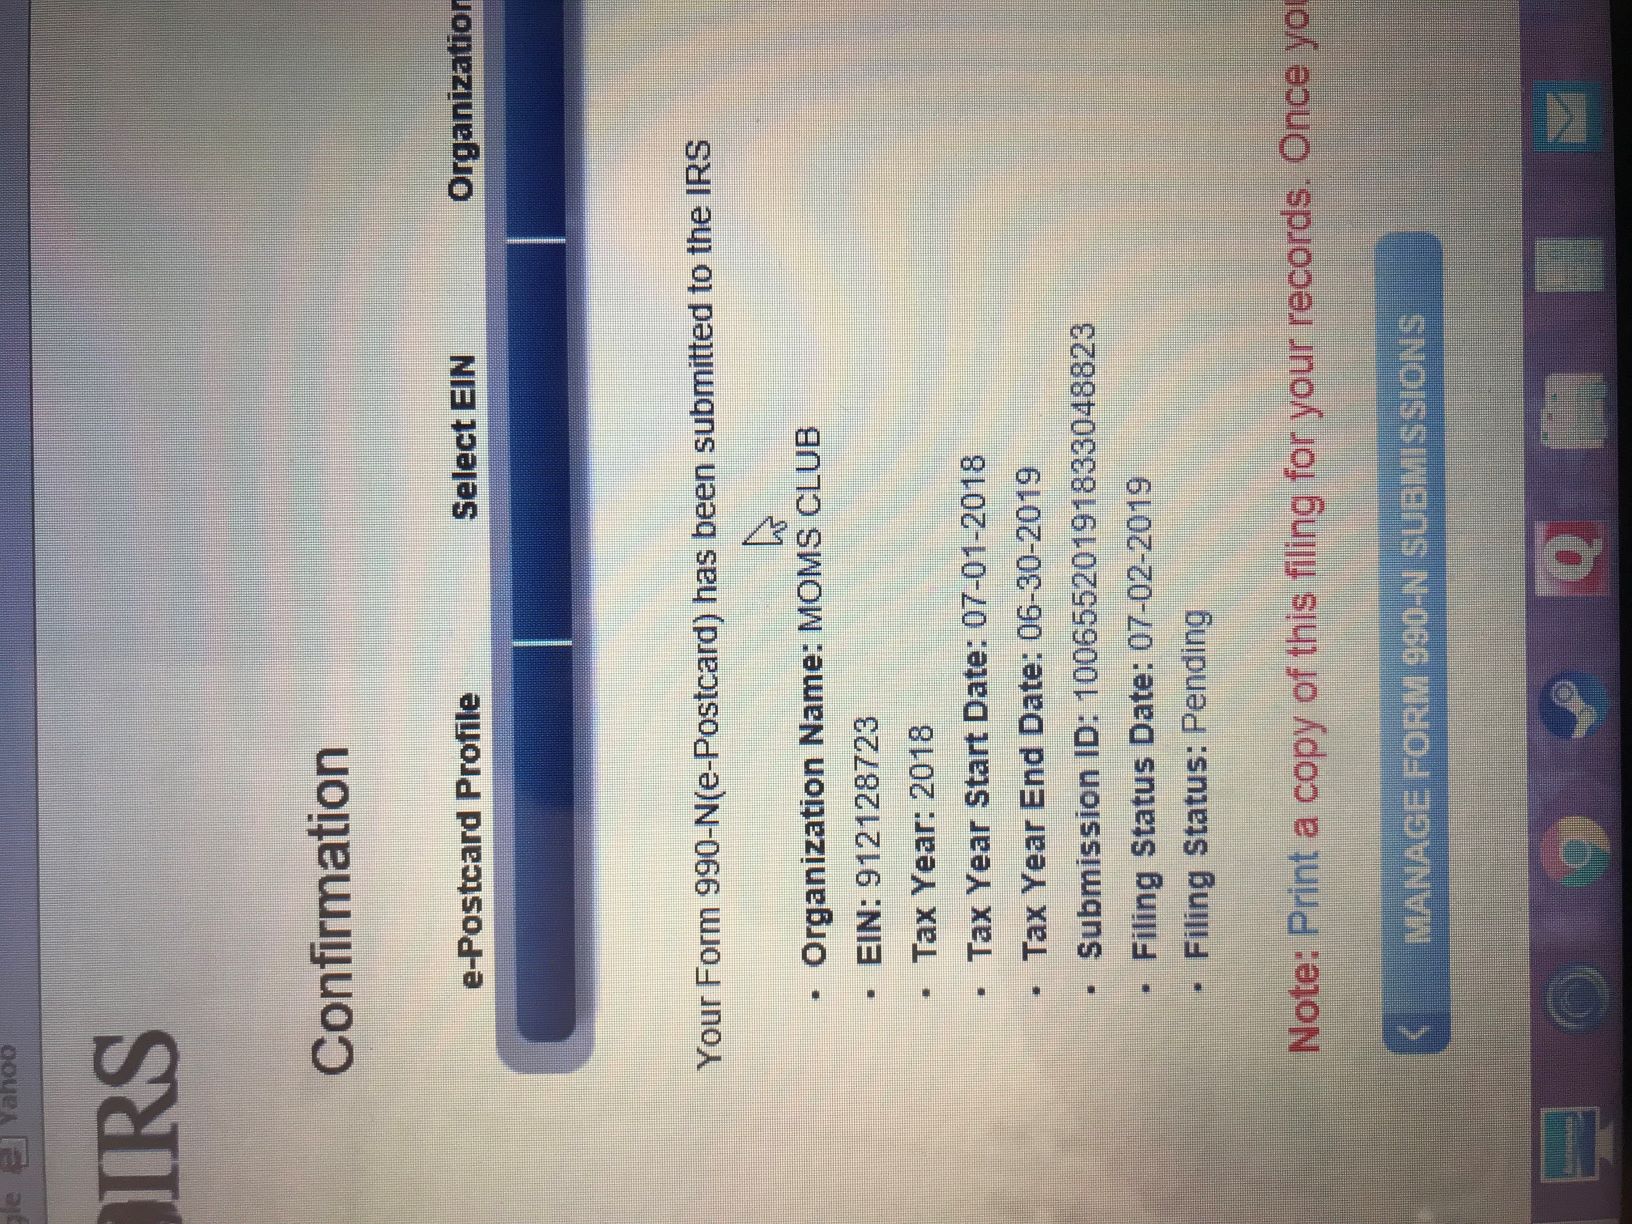 gle Yahoo
IRS
Confirmation
e-Postcard Profile Select EIN Organization
Your Form 990-N(e-Postcard) has been submitted to the IRS
• Organization Name: MOMS CLUB
• EIN: 912128723
• Tax Year: 2018
• Tax Year Start Date: 07-01-2018
• Tax Year End Date: 06-30-2019
• Submission ID: 10065520191833048823
• Filing Status Date: 07-02-2019
• Filing Status: Pending
Note: Print a copy of this filing for your records. Once you
MANAGE FORM 990-N SUBMISSIONS
Q